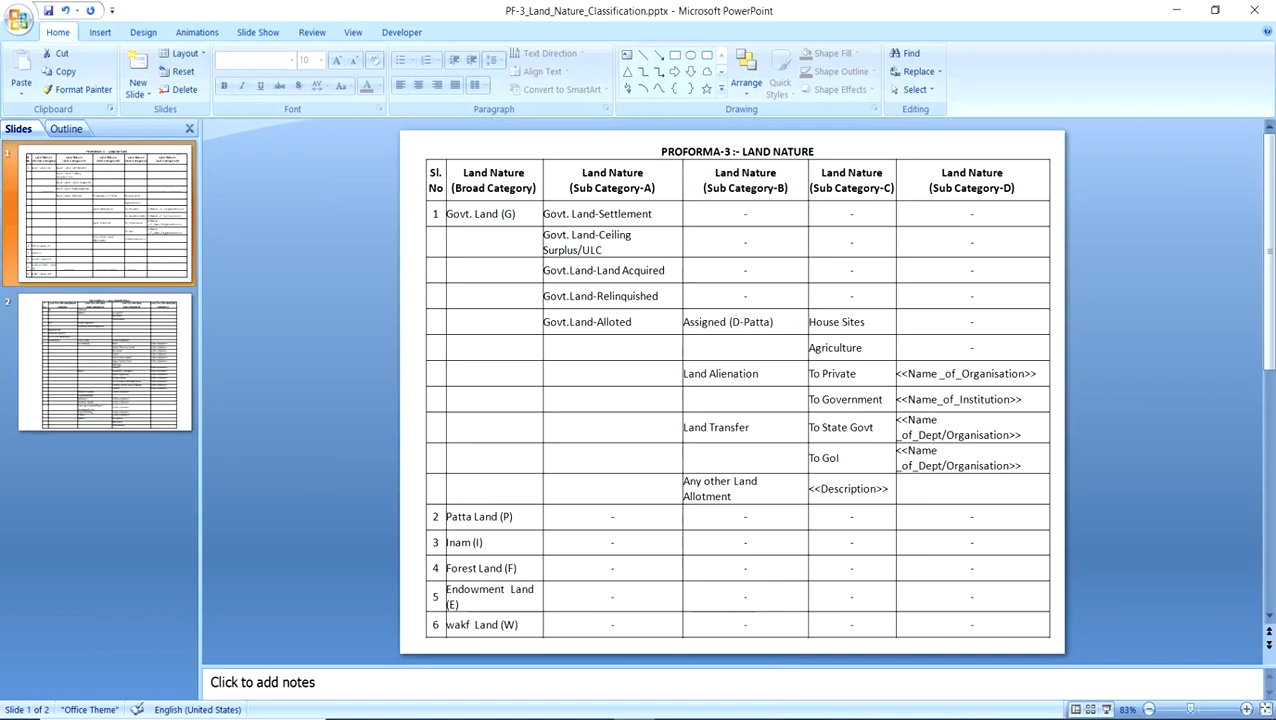 PF-3_Land_Nature_Classification.pptx - Microsoft PowerPoint
Home Insert Design Animations Slide Show Review View Developer
Cut
Copy
Format Painter
Paste
Clipboard
New
Slide
Layout
Reset
Delete
Slides
10
B I U S AV Aa A
Font
Text Direction
Align Text
Convert to SmartArt
Paragraph
Arrange
Quick
Styles
Shape Fill
Shape Outline
Shape Effects
Drawing
Find
Replace
Select
Editing
Slides Outline
1
2
PROFORMA-3 :- LAND NATURE
Sl. No Land Nature (Broad Category) Land Nature (Sub Category-A) Land Nature (Sub Category-B) Land Nature (Sub Category-C) Land Nature (Sub Category-D)
1 Govt. Land (G) Govt. Land-Settlement - - -
Govt. Land-Ceiling Surplus/ULC - - -
Govt.Land-Land Acquired - - -
Govt.Land-Relinquished - - -
Govt.Land-Alloted Assigned (D-Patta) House Sites -
Agriculture -
Land Alienation To Private <<Name _of_Organisation>>
To Government <<Name_of_Institution>>
Land Transfer To State Govt <<Name _of_Dept/Organisation>>
To GoI <<Name _of_Dept/Organisation>>
Any other Land Allotment <<Description>>
2 Patta Land (P) - - - -
3 Inam (I) - - - -
4 Forest Land (F) - - - -
5 Endowment Land (E) - - - -
6 wakf Land (W) - - - -
Click to add notes
Slide 1 of 2 "Office Theme" English (United States) 83%